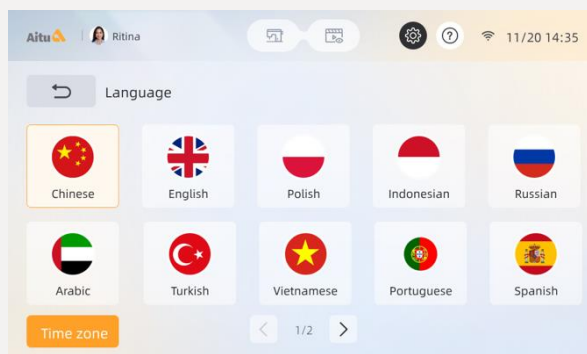 Aitu Ritina 11/20 14:35
Language
Chinese English Polish Indonesian Russian
Arabic Turkish Vietnamese Portuguese Spanish
Time zone 1/2